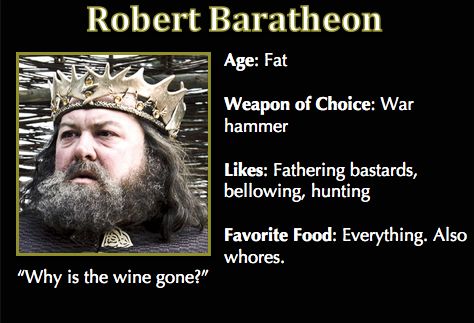 Robert Baratheon
Age: Fat
Weapon of Choice: War
hammer
Likes: Fathering bastards,
bellowing, hunting
Favorite Food: Everything. Also
whores.
“Why is the wine gone?”